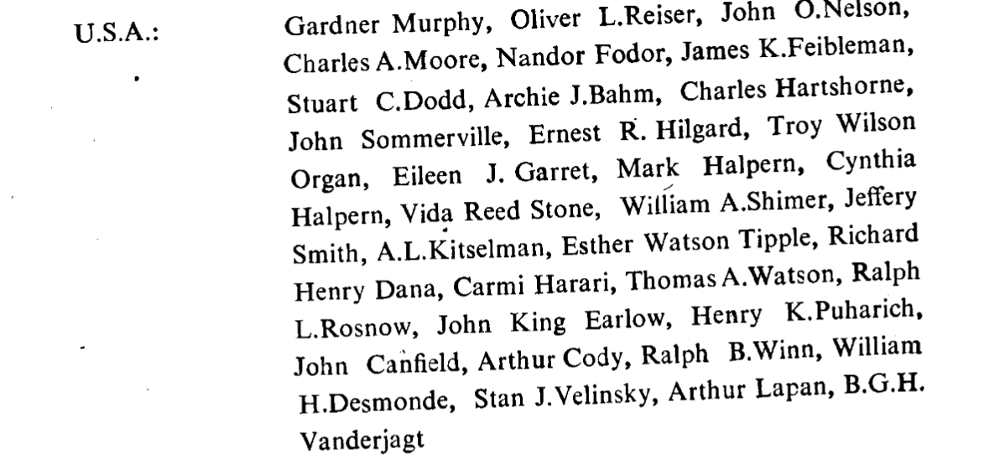 U.S.A.: Gardner Murphy, Oliver L.Reiser, John O.Nelson,
Charles A.Moore, Nandor Fodor, James K.Feibleman,
Stuart C.Dodd, Archie J.Bahm, Charles Hartshorne,
John Sommerville, Ernest R. Hilgard, Troy Wilson
Organ, Eileen J. Garret, Mark Halpern, Cynthia
Halpern, Vida Reed Stone, William A.Shimer, Jeffery
Smith, A.L.Kitselman, Esther Watson Tipple, Richard
Henry Dana, Carmi Harari, Thomas A.Watson, Ralph
L.Rosnow, John King Earlow, Henry K.Puharich,
John Canfield, Arthur Cody, Ralph B.Winn, William
H.Desmonde, Stan J.Velinsky, Arthur Lapan, B.G.H.
Vanderjagt